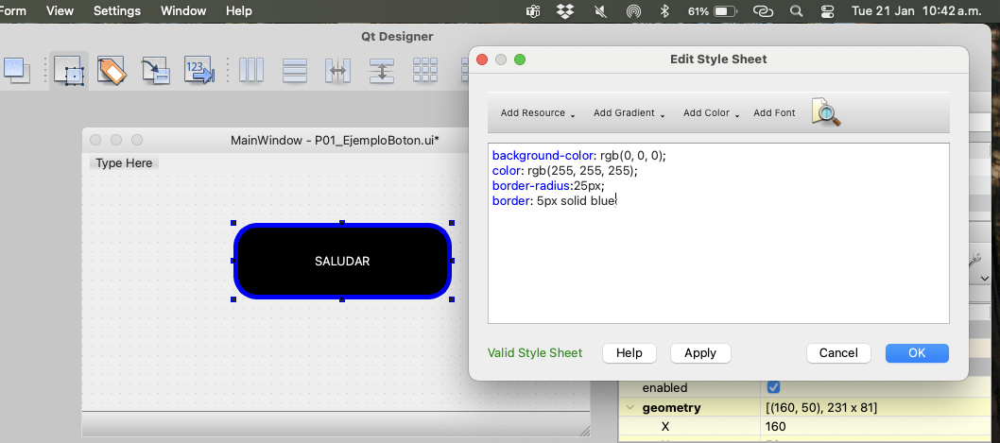 Form View Settings Window Help 61% Tue 21 Jan 10:42 a.m.
Qt Designer
123
Edit Style Sheet
Add Resource Add Gradient Add Color Add Font
MainWindow - P01_EjemploBoton.ui*
Type Here
background-color: rgb(0, 0, 0);
color: rgb(255, 255, 255);
border-radius:25px;
border: 5px solid blue
SALUDAR
Valid Style Sheet Help Apply Cancel OK
enabled
geometry [(160, 50), 231 x 81]
X 160